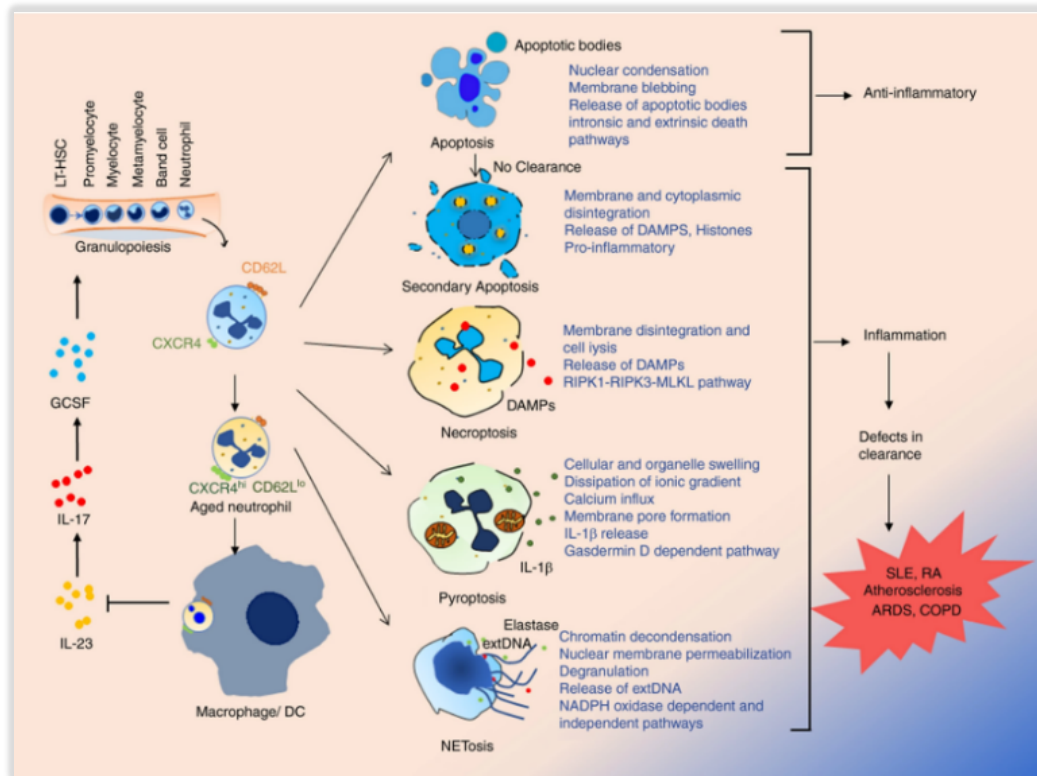 LT-HSC
Promyelocyte
Myelocyte
Metamyelocyte
Band cell
Neutrophil
Granulopoiesis
CD62L
CXCR4
GCSF
IL-17
IL-23
CXCR4hi CD62Llo
Aged neutrophil
Macrophage/ DC
Apoptotic bodies
Nuclear condensation
Membrane blebbing
Release of apoptotic bodies
intronsic and extrinsic death
pathways
Apoptosis
No Clearance
Membrane and cytoplasmic
disintegration
Release of DAMPS, Histones
Pro-inflammatory
Secondary Apoptosis
Membrane disintegration and
cell iysis
Release of DAMPs
RIPK1-RIPK3-MLKL pathway
DAMPs
Necroptosis
Cellular and organelle swelling
Dissipation of ionic gradient
Calcium influx
Membrane pore formation
IL-1β release
Gasdermin D dependent pathway
IL-1β
Pyroptosis
Elastase
extDNA
Chromatin decondensation
Nuclear membrane permeabilization
Degranulation
Release of extDNA
NADPH oxidase dependent and
independent pathways
NETosis
Anti-inflammatory
Inflammation
Defects in
clearance
SLE, RA
Atherosclerosis
ARDS, COPD